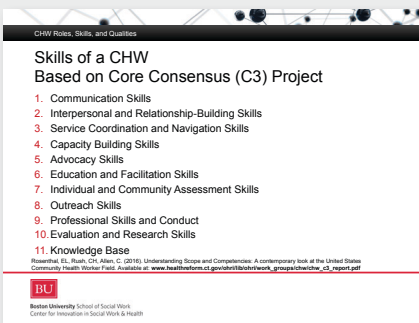 CHW Roles, Skills, and Qualities
Skills of a CHW
Based on Core Consensus (C3) Project
1. Communication Skills
2. Interpersonal and Relationship-Building Skills
3. Service Coordination and Navigation Skills
4. Capacity Building Skills
5. Advocacy Skills
6. Education and Facilitation Skills
7. Individual and Community Assessment Skills
8. Outreach Skills
9. Professional Skills and Conduct
10. Evaluation and Research Skills
11. Knowledge Base
Rosenthal, EL, Rush, CH, Allen, C. (2016). Understanding Scope and Competencies: A contemporary look at the United States
Community Health Worker Field. Available at: www.healthreform.ct.gov/ohri/lib/ohri/work_groups/chw/chw_c3_report.pdf
BU
Boston University School of Social Work
Center for Innovation in Social Work & Health